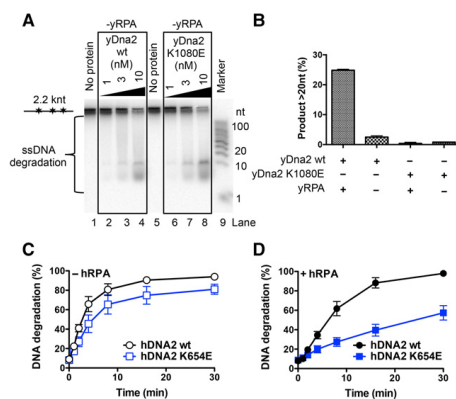 A
-yRPA
No protein
yDna2 wt (nM)
1 3 10
No protein
yDna2 K1080E (nM)
1 3 10
Marker
2.2 knt
nt
100
20
10
1
ssDNA degradation
1 2 3 4 5 6 7 8 9 Lane
B
Product >20nt (%)
30
20
10
0
yDna2 wt + + − −
yDna2 K1080E − − + +
yRPA + − + −
C
− hRPA
DNA degradation (%)
100
80
60
40
20
0
hDNA2 wt
hDNA2 K654E
0 10 20 30
Time (min)
D
+ hRPA
DNA degradation (%)
100
80
60
40
20
0
hDNA2 wt
hDNA2 K654E
0 10 20 30
Time (min)